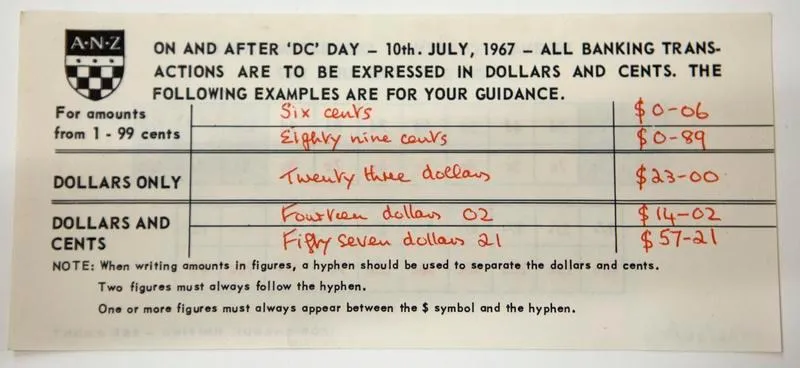 A·N·Z
ON AND AFTER 'DC' DAY – 10th. JULY, 1967 – ALL BANKING TRANS-
ACTIONS ARE TO BE EXPRESSED IN DOLLARS AND CENTS. THE
FOLLOWING EXAMPLES ARE FOR YOUR GUIDANCE.
For amounts
from 1 - 99 cents
Six cents $0-06
Eighty nine cents $0-89
DOLLARS ONLY Twenty three dollars $23-00
DOLLARS AND
CENTS
Fourteen dollars 02 $14-02
Fifty seven dollars 21 $57-21
NOTE: When writing amounts in figures, a hyphen should be used to separate the dollars and cents.
Two figures must always follow the hyphen.
One or more figures must always appear between the $ symbol and the hyphen.